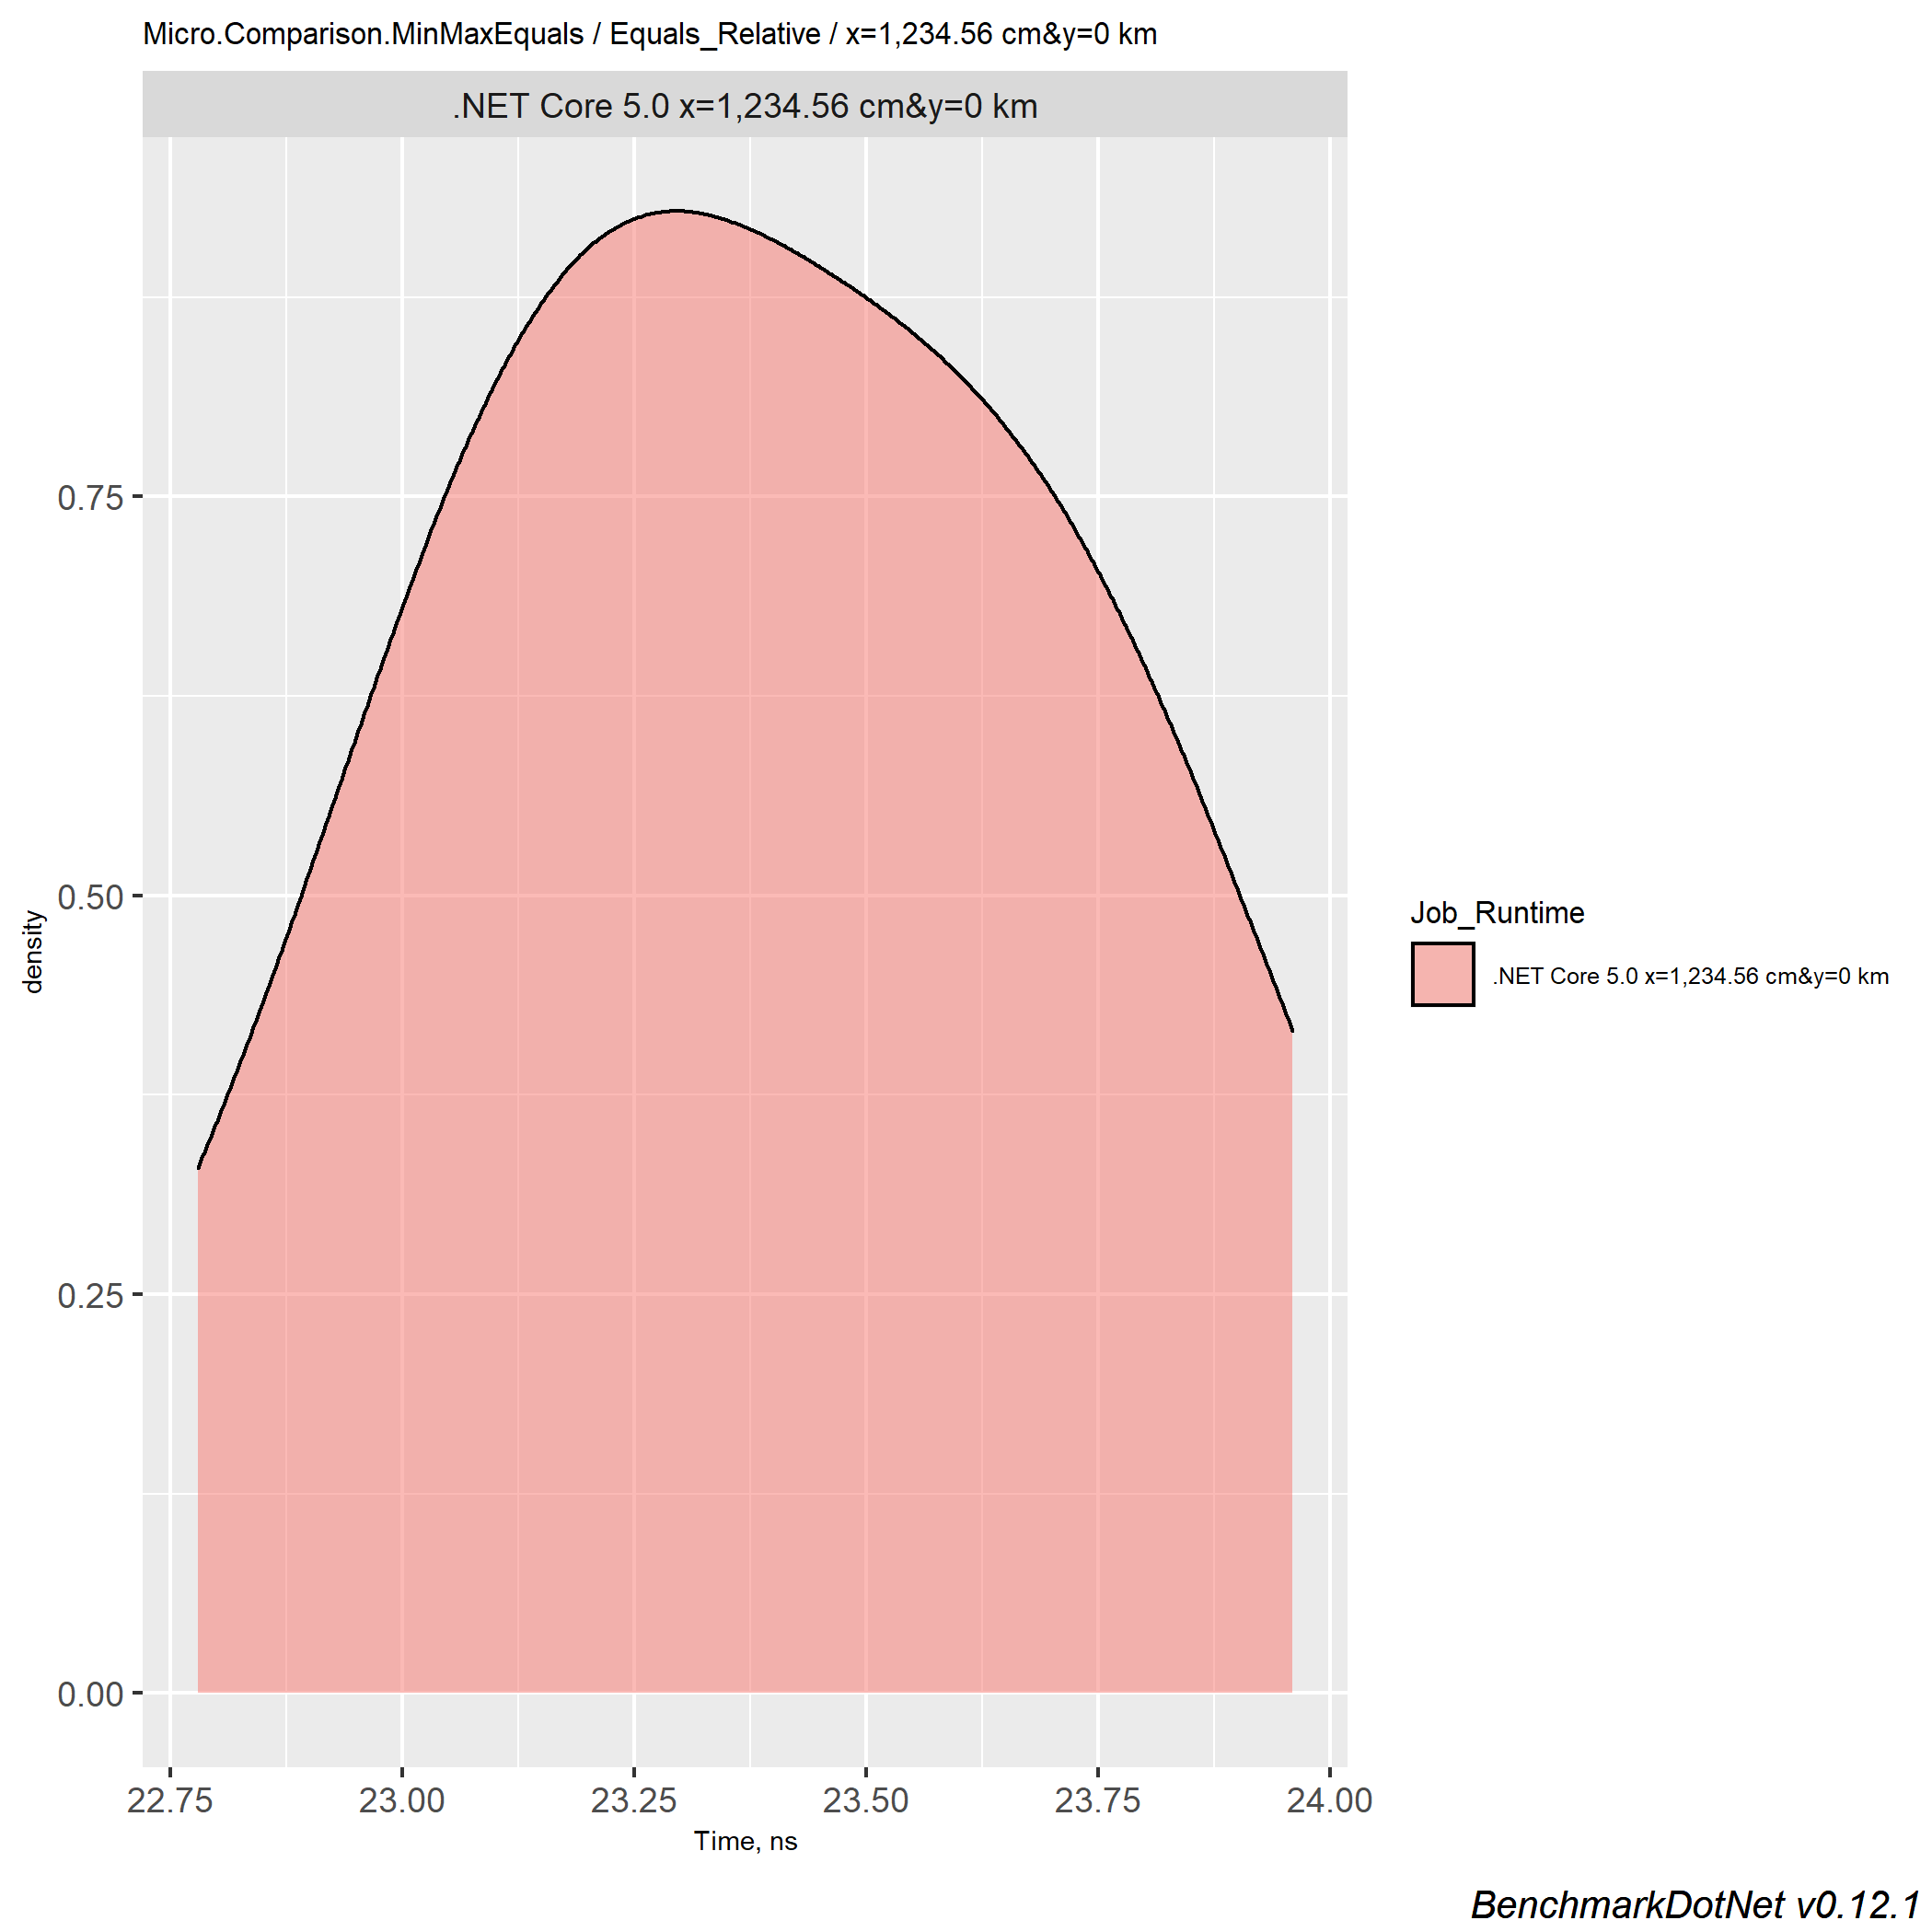 Micro.Comparison.MinMaxEquals / Equals_Relative / x=1,234.56 cm&y=0 km
.NET Core 5.0 x=1,234.56 cm&y=0 km
0.75
0.50
0.25
0.00
density
22.75 23.00 23.25 23.50 23.75 24.00
Time, ns
Job_Runtime
.NET Core 5.0 x=1,234.56 cm&y=0 km
BenchmarkDotNet v0.12.1